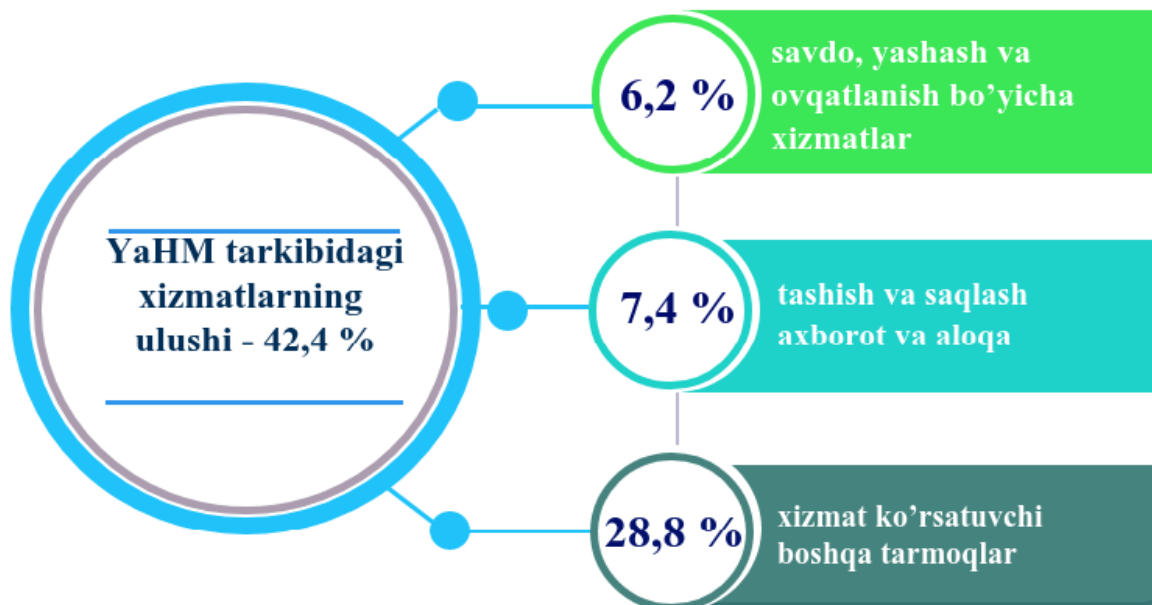 YaHM tarkibidagi
xizmatlarning
ulushi - 42,4 %
6,2 %
savdo, yashash va
ovqatlanish bo’yicha
xizmatlar
7,4 %
tashish va saqlash
axborot va aloqa
28,8 %
xizmat ko’rsatuvchi
boshqa tarmoqlar